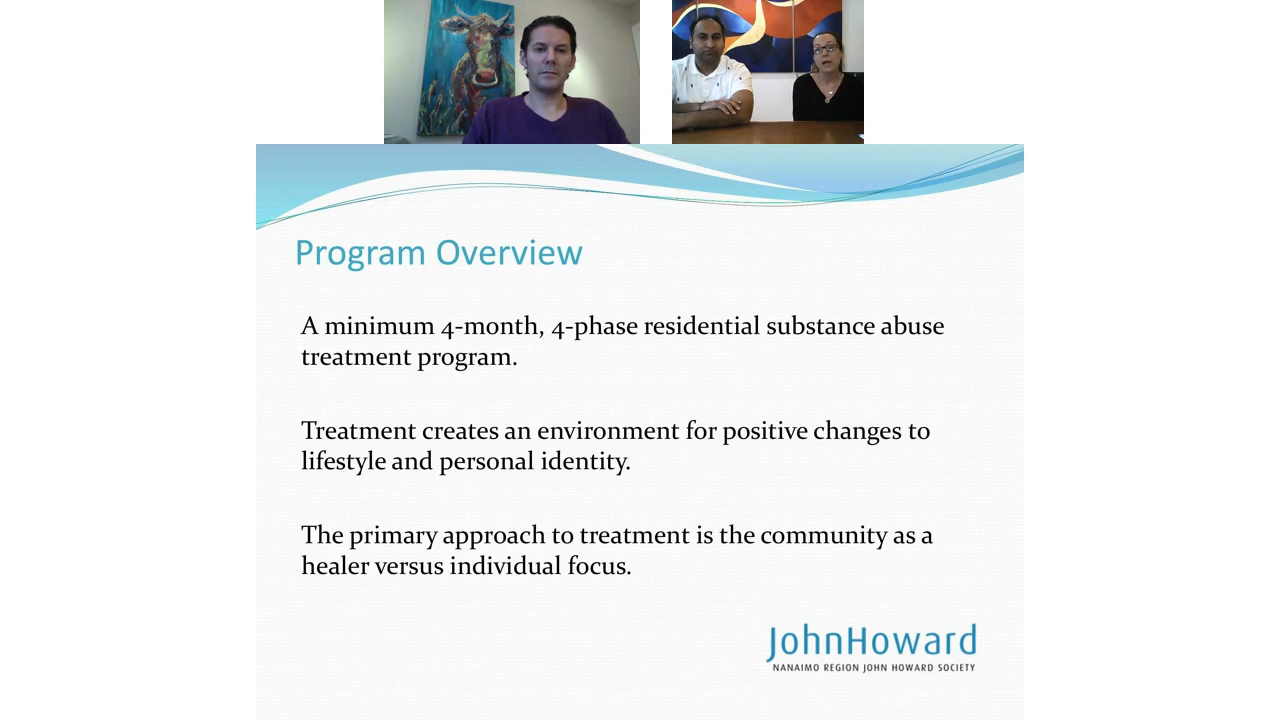 Program Overview
A minimum 4-month, 4-phase residential substance abuse
treatment program.
Treatment creates an environment for positive changes to
lifestyle and personal identity.
The primary approach to treatment is the community as a
healer versus individual focus.
JohnHoward
NANAIMO REGION JOHN HOWARD SOCIETY